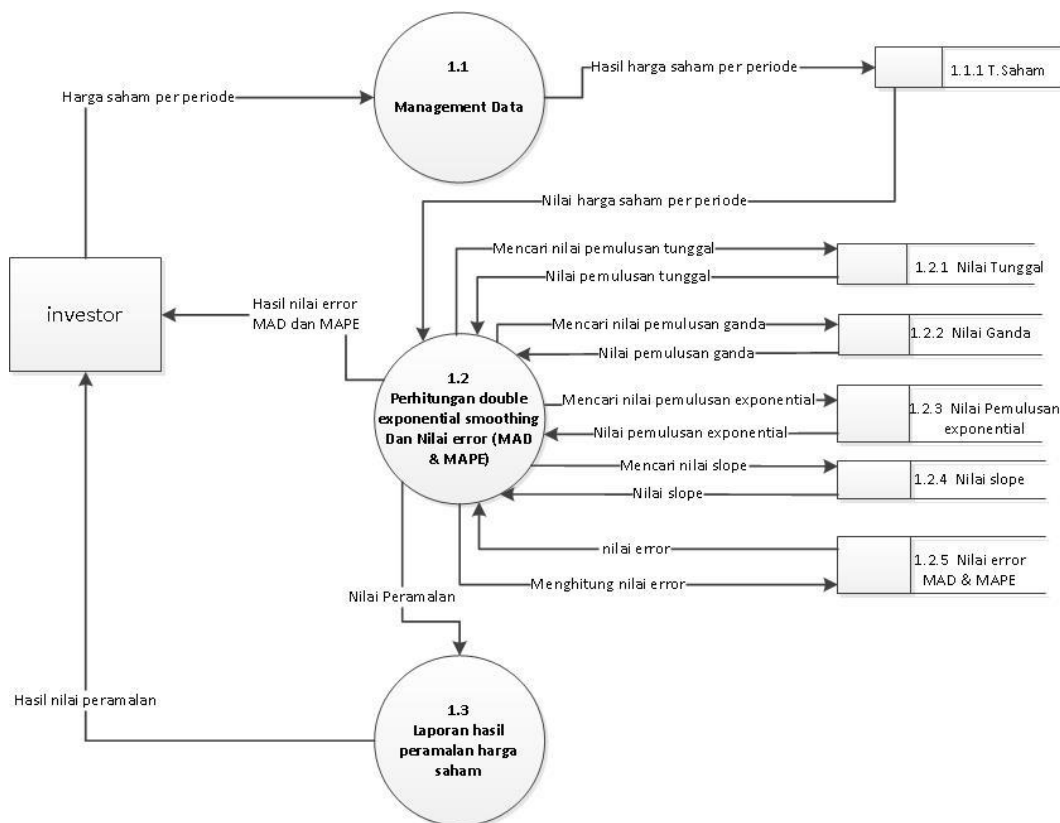 1.1
Management Data
Hasil harga saham per periode
1.1.1 T.Saham
Harga saham per periode
Nilai harga saham per periode
Mencari nilai pemulusan tunggal
1.2.1 Nilai Tunggal
Nilai pemulusan tunggal
investor
Hasil nilai error
MAD dan MAPE
Mencari nilai pemulusan ganda
1.2.2 Nilai Ganda
Nilai pemulusan ganda
1.2
Perhitungan double
exponential smoothing
Dan Nilai error (MAD
& MAPE)
Mencari nilai pemulusan exponential
1.2.3 Nilai Pemulusan
exponential
Nilai pemulusan exponential
Mencari nilai slope
1.2.4 Nilai slope
Nilai slope
nilai error
1.2.5 Nilai error
MAD & MAPE
Menghitung nilai error
Nilai Peramalan
1.3
Laporan hasil
peramalan harga
saham
Hasil nilai peramalan